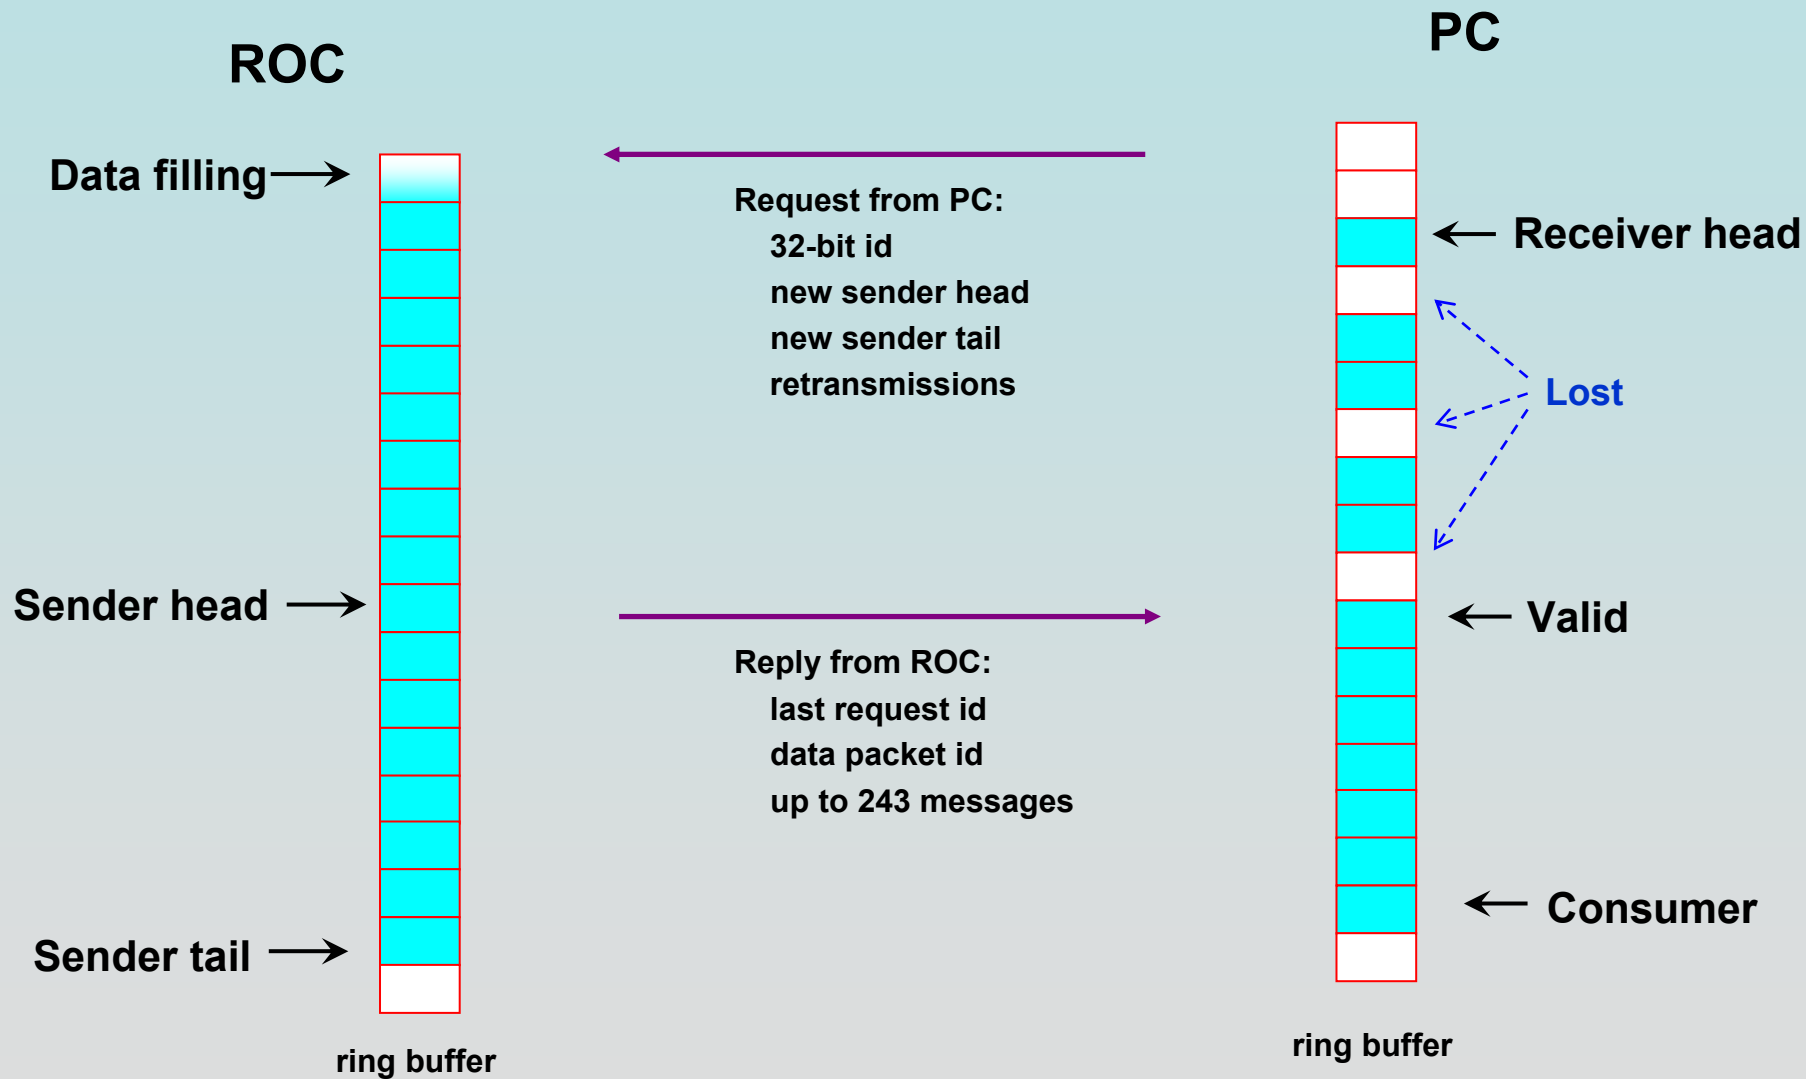 ROC
PC
Data filling
Request from PC:
32-bit id
new sender head
new sender tail
retransmissions
Receiver head
Lost
Sender head
Valid
Reply from ROC:
last request id
data packet id
up to 243 messages
Consumer
Sender tail
ring buffer
ring buffer